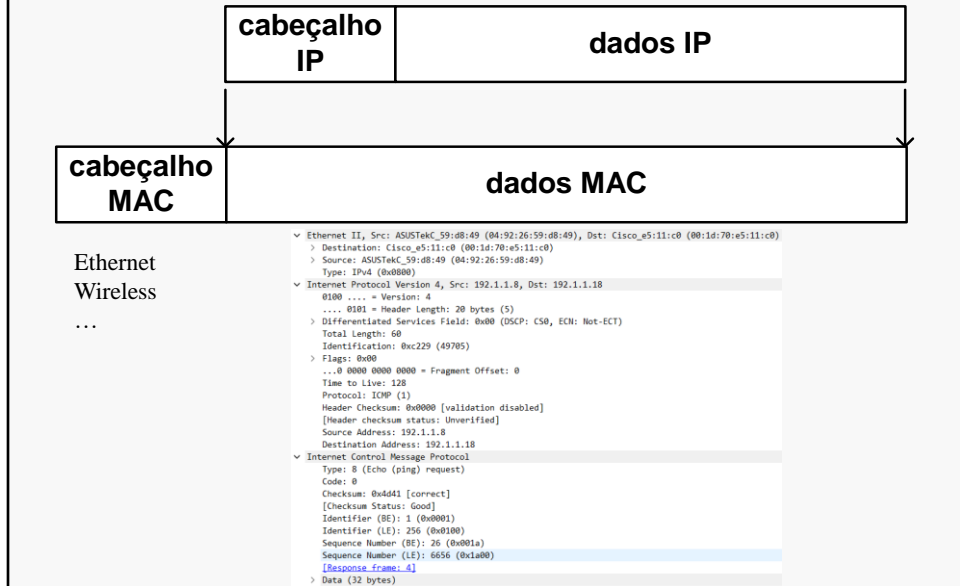 cabeçalho
IP
dados IP
cabeçalho
MAC
dados MAC
Ethernet
Wireless
…
Ethernet II, Src: ASUSTekC_59:d8:49 (04:92:26:59:d8:49), Dst: Cisco_e5:11:c0 (00:1d:70:e5:11:c0)
Destination: Cisco_e5:11:c0 (00:1d:70:e5:11:c0)
Source: ASUSTekC_59:d8:49 (04:92:26:59:d8:49)
Type: IPv4 (0x0800)
Internet Protocol Version 4, Src: 192.1.1.8, Dst: 192.1.1.18
0100 .... = Version: 4
.... 0101 = Header Length: 20 bytes (5)
Differentiated Services Field: 0x00 (DSCP: CS0, ECN: Not-ECT)
Total Length: 60
Identification: 0xc229 (49705)
Flags: 0x00
...0 0000 0000 0000 = Fragment Offset: 0
Time to Live: 128
Protocol: ICMP (1)
Header Checksum: 0x0000 [validation disabled]
[Header checksum status: Unverified]
Source Address: 192.1.1.8
Destination Address: 192.1.1.18
Internet Control Message Protocol
Type: 8 (Echo (ping) request)
Code: 0
Checksum: 0x4d41 [correct]
[Checksum Status: Good]
Identifier (BE): 1 (0x0001)
Identifier (LE): 256 (0x0100)
Sequence Number (BE): 26 (0x001a)
Sequence Number (LE): 6656 (0x1a00)
[Response frame: 4]
Data (32 bytes)